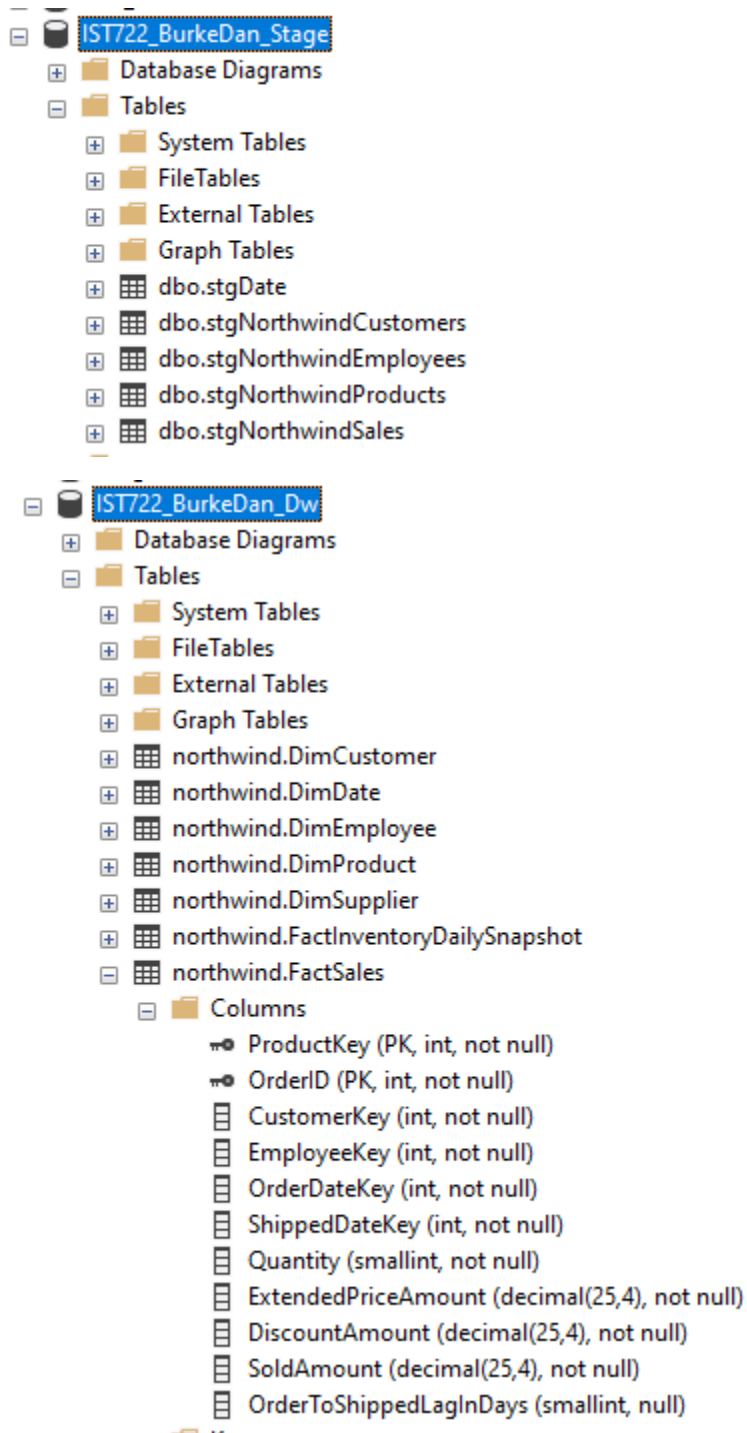 IST722_BurkeDan_Stage
Database Diagrams
Tables
System Tables
FileTables
External Tables
Graph Tables
dbo.stgDate
dbo.stgNorthwindCustomers
dbo.stgNorthwindEmployees
dbo.stgNorthwindProducts
dbo.stgNorthwindSales
IST722_BurkeDan_Dw
Database Diagrams
Tables
System Tables
FileTables
External Tables
Graph Tables
northwind.DimCustomer
northwind.DimDate
northwind.DimEmployee
northwind.DimProduct
northwind.DimSupplier
northwind.FactInventoryDailySnapshot
northwind.FactSales
Columns
ProductKey (PK, int, not null)
OrderID (PK, int, not null)
CustomerKey (int, not null)
EmployeeKey (int, not null)
OrderDateKey (int, not null)
ShippedDateKey (int, not null)
Quantity (smallint, not null)
ExtendedPriceAmount (decimal(25,4), not null)
DiscountAmount (decimal(25,4), not null)
SoldAmount (decimal(25,4), not null)
OrderToShippedLagInDays (smallint, null)